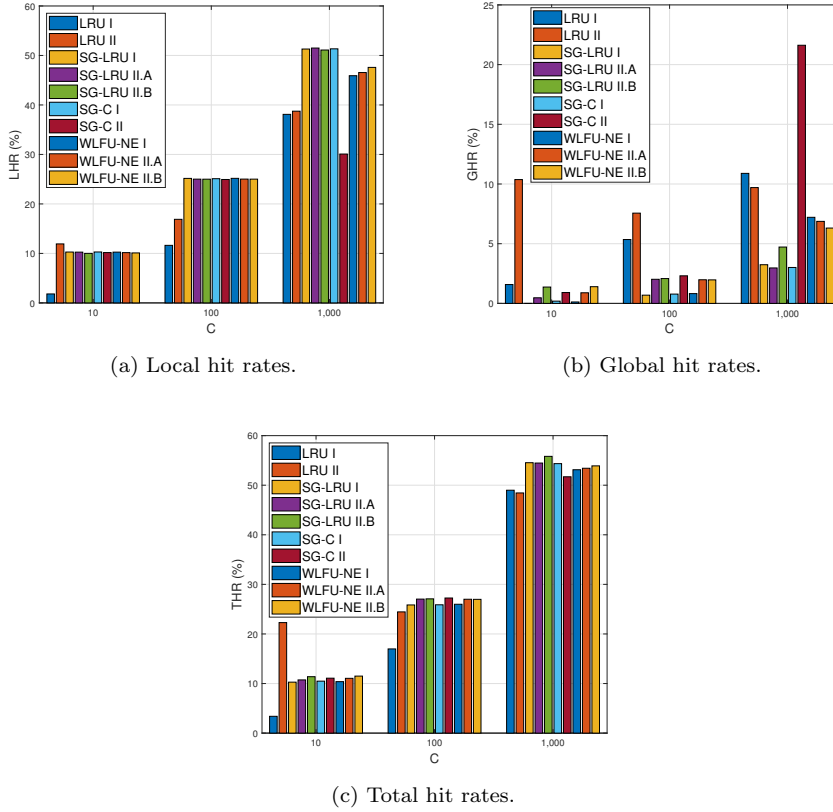 60
50
40
30
20
10
0
LHR (%)
LRU I
LRU II
SG-LRU I
SG-LRU II.A
SG-LRU II.B
SG-C I
SG-C II
WLFU-NE I
WLFU-NE II.A
WLFU-NE II.B
10
100
1,000
C
(a) Local hit rates.
25
20
15
10
5
0
GHR (%)
LRU I
LRU II
SG-LRU I
SG-LRU II.A
SG-LRU II.B
SG-C I
SG-C II
WLFU-NE I
WLFU-NE II.A
WLFU-NE II.B
10
100
1,000
C
(b) Global hit rates.
60
50
40
30
20
10
0
THR (%)
LRU I
LRU II
SG-LRU I
SG-LRU II.A
SG-LRU II.B
SG-C I
SG-C II
WLFU-NE I
WLFU-NE II.A
WLFU-NE II.B
10
100
1,000
C
(c) Total hit rates.